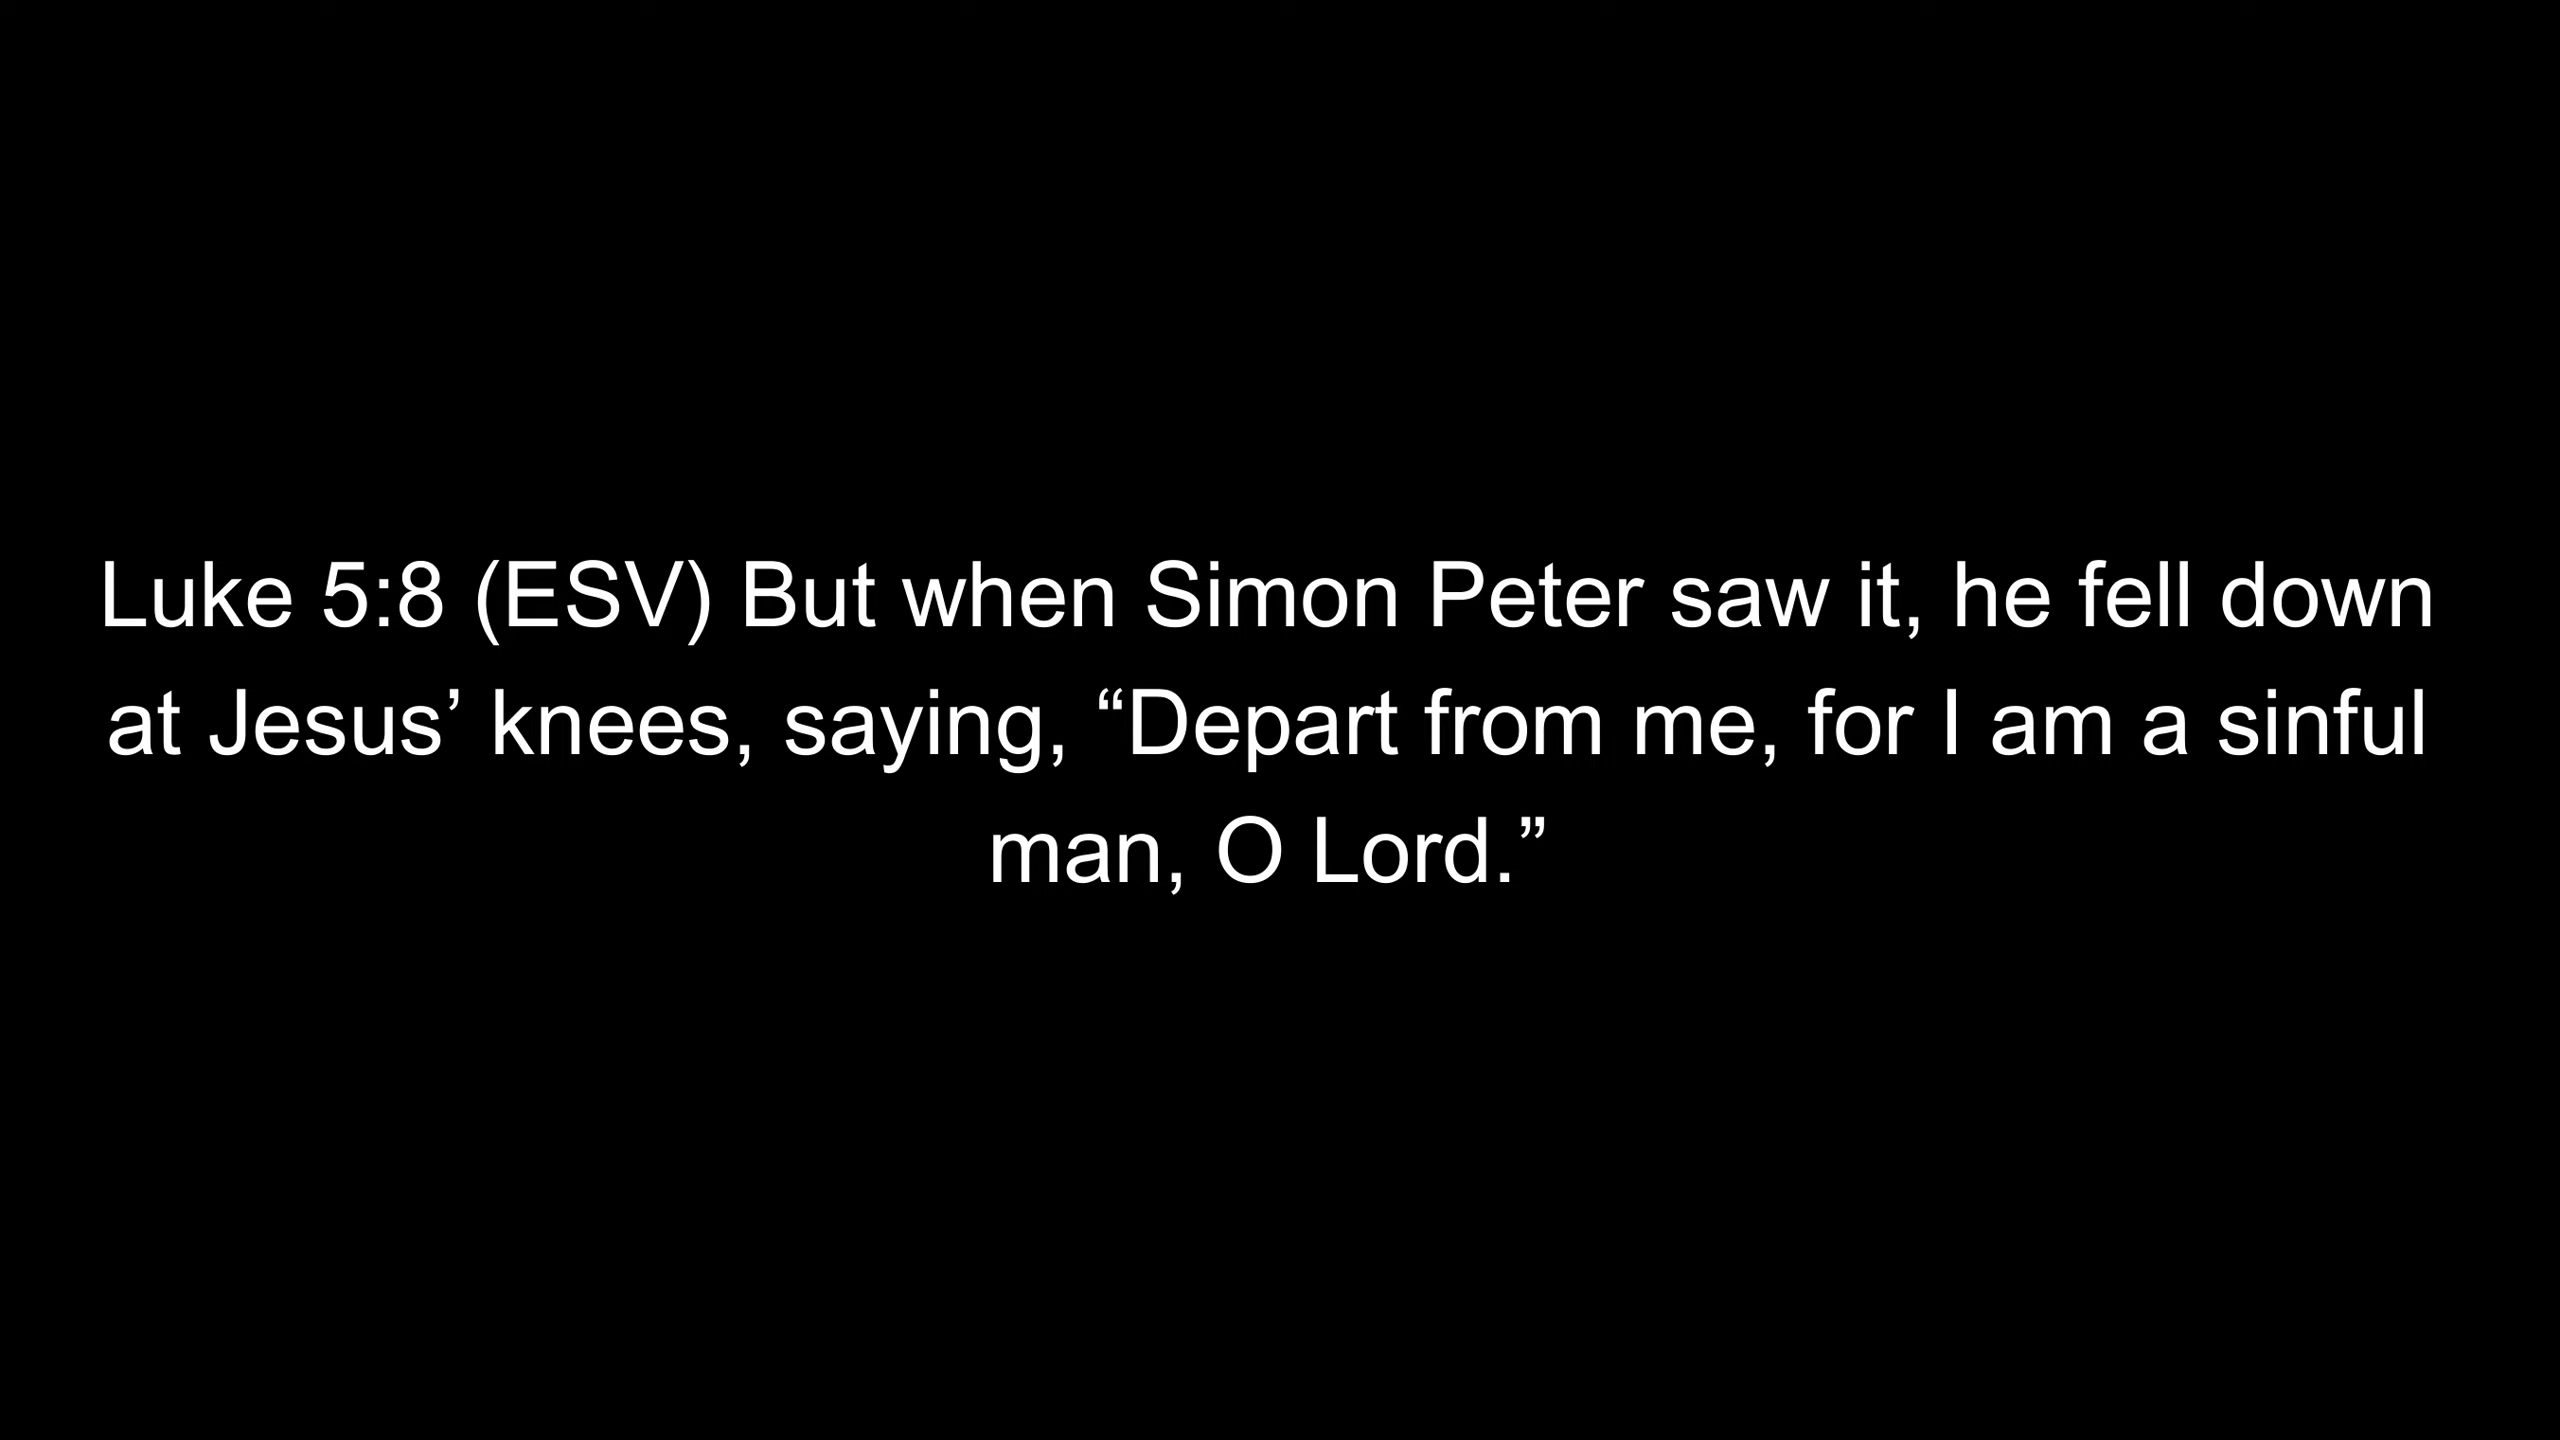 Luke 5:8 (ESV) But when Simon Peter saw it, he fell down
at Jesus’ knees, saying, “Depart from me, for I am a sinful
man, O Lord.”